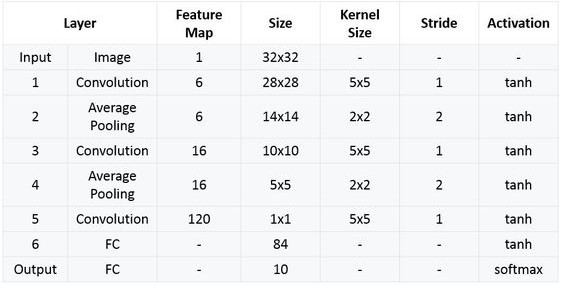 Layer Feature Map Size Kernel Size Stride Activation
Input Image 1 32x32 - - -
1 Convolution 6 28x28 5x5 1 tanh
2 Average Pooling 6 14x14 2x2 2 tanh
3 Convolution 16 10x10 5x5 1 tanh
4 Average Pooling 16 5x5 2x2 2 tanh
5 Convolution 120 1x1 5x5 1 tanh
6 FC - 84 - - tanh
Output FC - 10 - - softmax